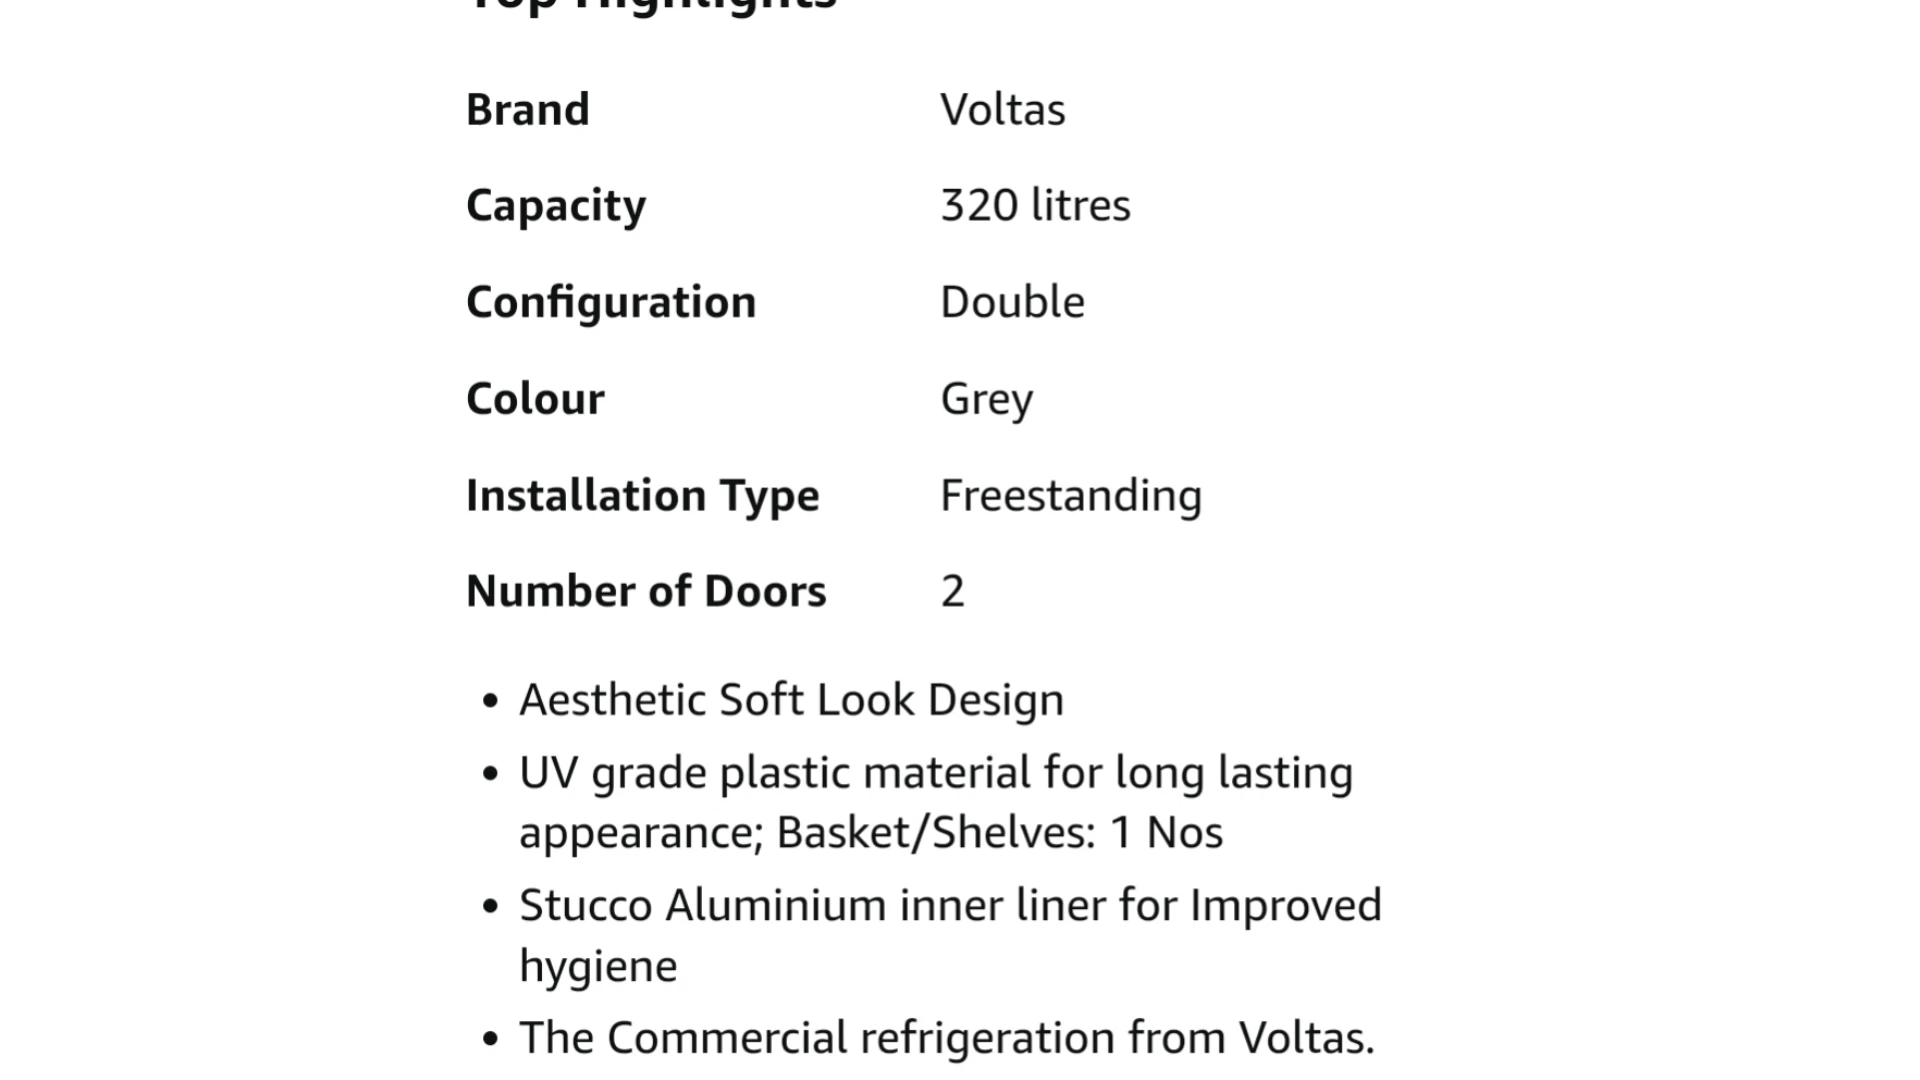 Top Highlights
Brand Voltas
Capacity 320 litres
Configuration Double
Colour Grey
Installation Type Freestanding
Number of Doors 2
• Aesthetic Soft Look Design
• UV grade plastic material for long lasting
appearance; Basket/Shelves: 1 Nos
• Stucco Aluminium inner liner for Improved
hygiene
• The Commercial refrigeration from Voltas.